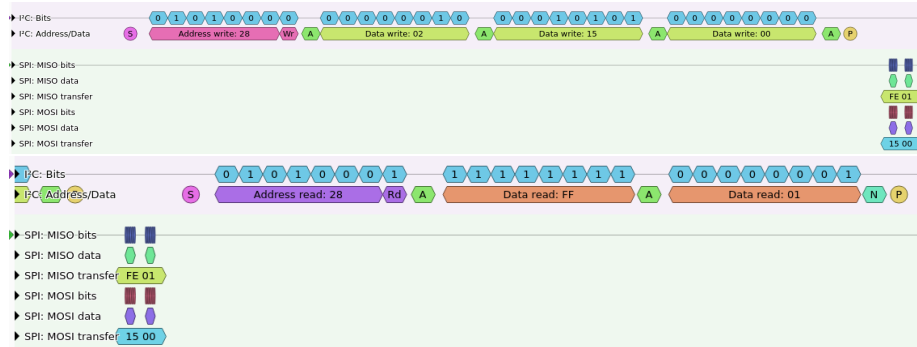 I²C: Bits 0 1 0 1 0 0 0 0 0 0 0 0 0 0 1 0 0 0 0 1 0 1 0 1 0 0 0 0 0 0 0 0
I²C: Address/Data S Address write: 28 Wr A Data write: 02 A Data write: 15 A Data write: 00 A P
SPI: MISO bits
SPI: MISO data
SPI: MISO transfer FE 01
SPI: MOSI bits
SPI: MOSI data
SPI: MOSI transfer 15 00
I²C: Bits 0 1 0 1 0 0 0 1 1 1 1 1 1 1 1 1 0 0 0 0 0 0 0 1
I²C: Address/Data S Address read: 28 Rd A Data read: FF A Data read: 01 N P
SPI: MISO bits
SPI: MISO data
SPI: MISO transfer FE 01
SPI: MOSI bits
SPI: MOSI data
SPI: MOSI transfer 15 00